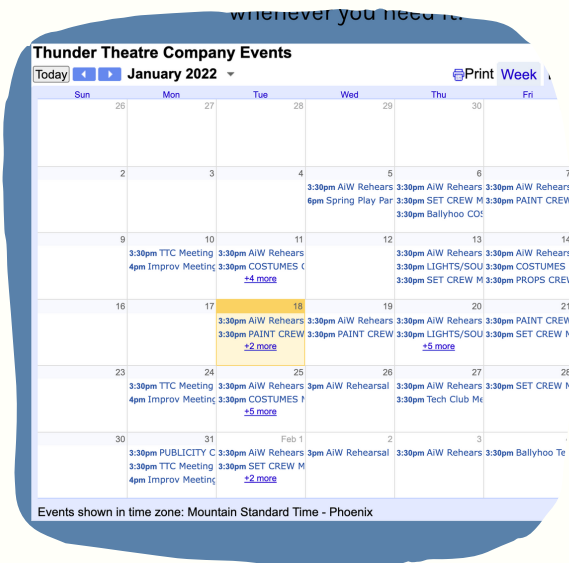 whenever you need it.
Thunder Theatre Company Events
Today January 2022 Print Week
Sun Mon Tue Wed Thu Fri
26 27 28 29 30
2 3 4 5 6 7
3:30pm AiW Rehears 3:30pm AiW Rehears 3:30pm AiW Rehears
6pm Spring Play Par 3:30pm SET CREW M 3:30pm PAINT CREW
3:30pm Ballyhoo COS
9 10 11 12 13 14
3:30pm TTC Meeting 3:30pm AiW Rehears 3:30pm AiW Rehears 3:30pm AiW Rehears
4pm Improv Meeting 3:30pm COSTUMES 3:30pm LIGHTS/SOU 3:30pm COSTUMES
+4 more 3:30pm SET CREW M 3:30pm PROPS CREW
16 17 18 19 20 21
3:30pm AiW Rehears 3:30pm AiW Rehears 3:30pm AiW Rehears 3:30pm PAINT CREW
3:30pm PAINT CREW 3:30pm PAINT CREW 3:30pm LIGHTS/SOU 3:30pm SET CREW M
+2 more +5 more
23 24 25 26 27 28
3:30pm TTC Meeting 3:30pm AiW Rehears 3pm AiW Rehearsal 3:30pm AiW Rehears 3:30pm SET CREW M
4pm Improv Meeting 3:30pm COSTUMES M 3:30pm Tech Club Me
+5 more
30 31 Feb 1 2 3
3:30pm PUBLICITY C 3:30pm AiW Rehears 3pm AiW Rehearsal 3:30pm AiW Rehears 3:30pm Ballyhoo Te
3:30pm TTC Meeting 3:30pm SET CREW M
4pm Improv Meeting +2 more
Events shown in time zone: Mountain Standard Time - Phoenix